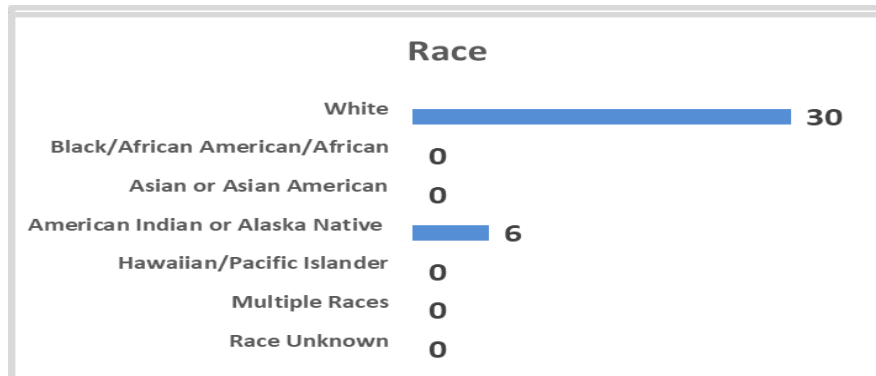 Race
White 30
Black/African American/African 0
Asian or Asian American 0
American Indian or Alaska Native 6
Hawaiian/Pacific Islander 0
Multiple Races 0
Race Unknown 0